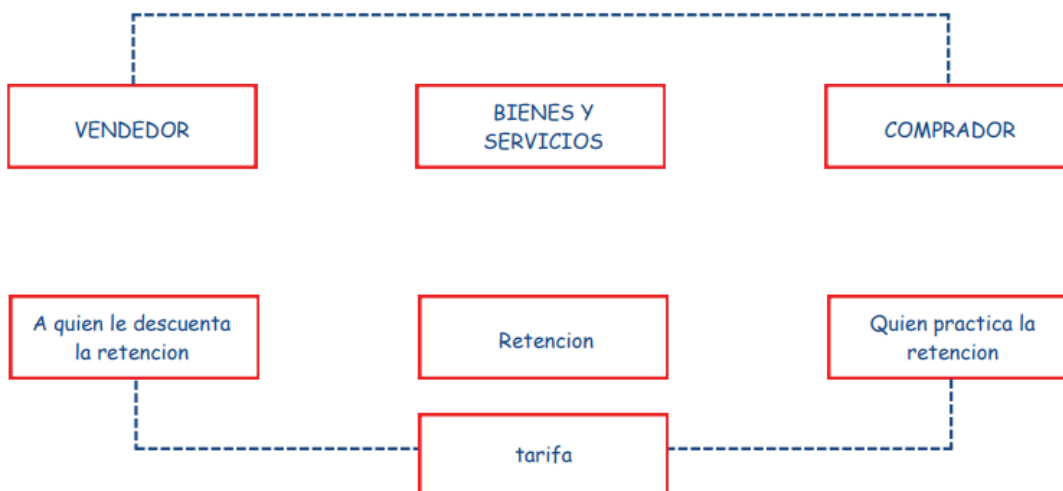 VENDEDOR
BIENES Y
SERVICIOS
COMPRADOR
A quien le descuenta
la retencion
Retencion
Quien practica la
retencion
tarifa